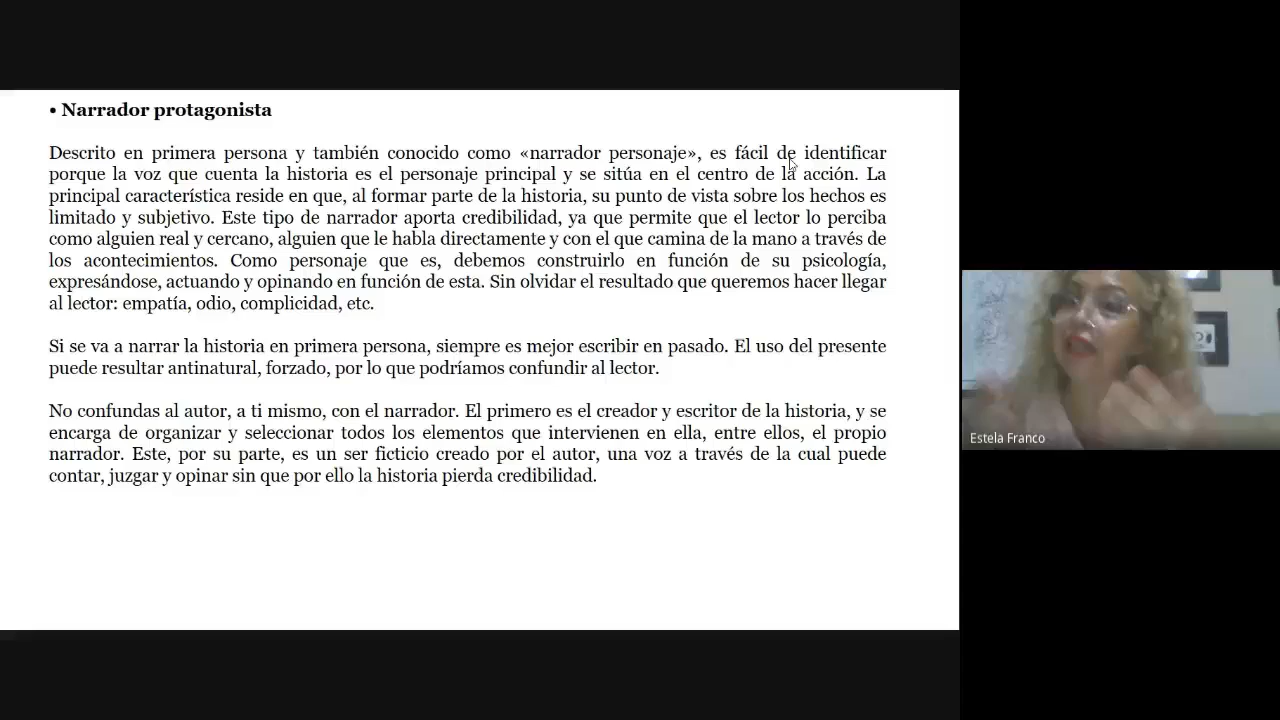 • Narrador protagonista
Descrito en primera persona y también conocido como «narrador personaje», es fácil de identificar
porque la voz que cuenta la historia es el personaje principal y se sitúa en el centro de la acción. La
principal característica reside en que, al formar parte de la historia, su punto de vista sobre los hechos es
limitado y subjetivo. Este tipo de narrador aporta credibilidad, ya que permite que el lector lo perciba
como alguien real y cercano, alguien que le habla directamente y con el que camina de la mano a través de
los acontecimientos. Como personaje que es, debemos construirlo en función de su psicología,
expresándose, actuando y opinando en función de esta. Sin olvidar el resultado que queremos hacer llegar
al lector: empatía, odio, complicidad, etc.
Si se va a narrar la historia en primera persona, siempre es mejor escribir en pasado. El uso del presente
puede resultar antinatural, forzado, por lo que podríamos confundir al lector.
No confundas al autor, a ti mismo, con el narrador. El primero es el creador y escritor de la historia, y se
encarga de organizar y seleccionar todos los elementos que intervienen en ella, entre ellos, el propio
narrador. Este, por su parte, es un ser ficticio creado por el autor, una voz a través de la cual puede
contar, juzgar y opinar sin que por ello la historia pierda credibilidad.
Estela Franco